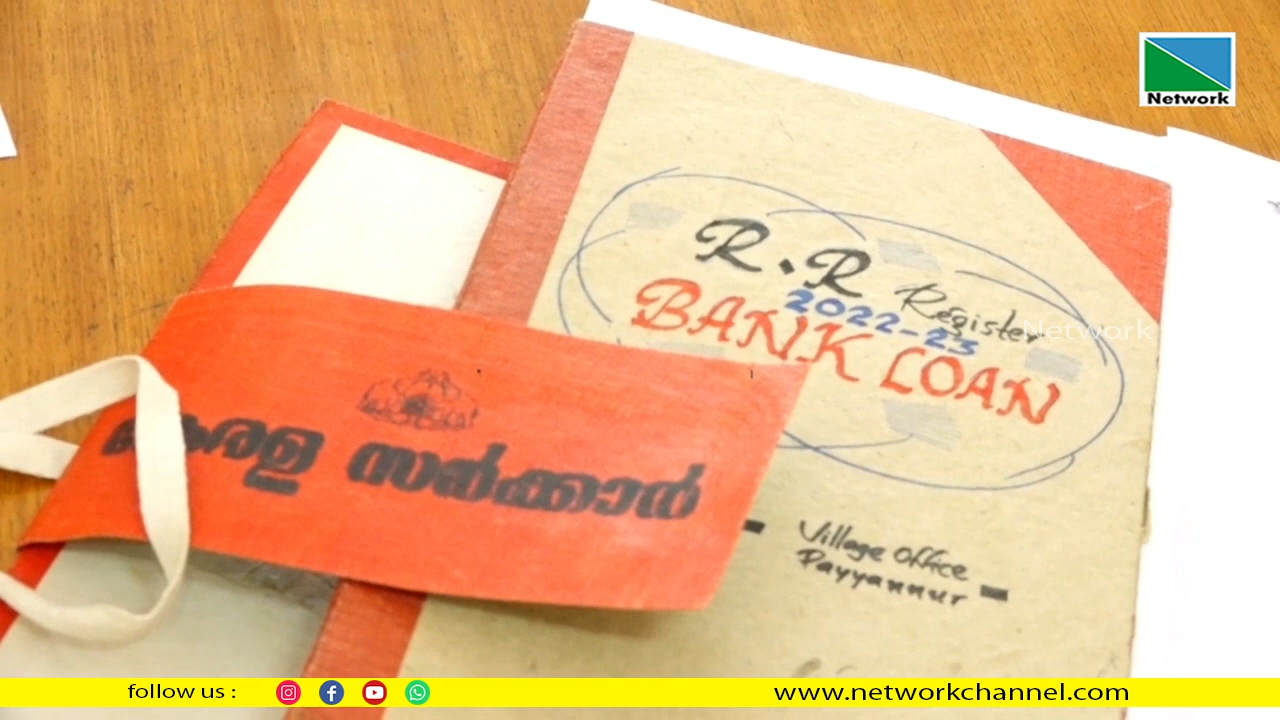 Network
R.R Register
2022-23
BANK LOAN
Network
കേരള സർക്കാർ
Village Office
Payyannur
follow us :
www.networkchannel.com